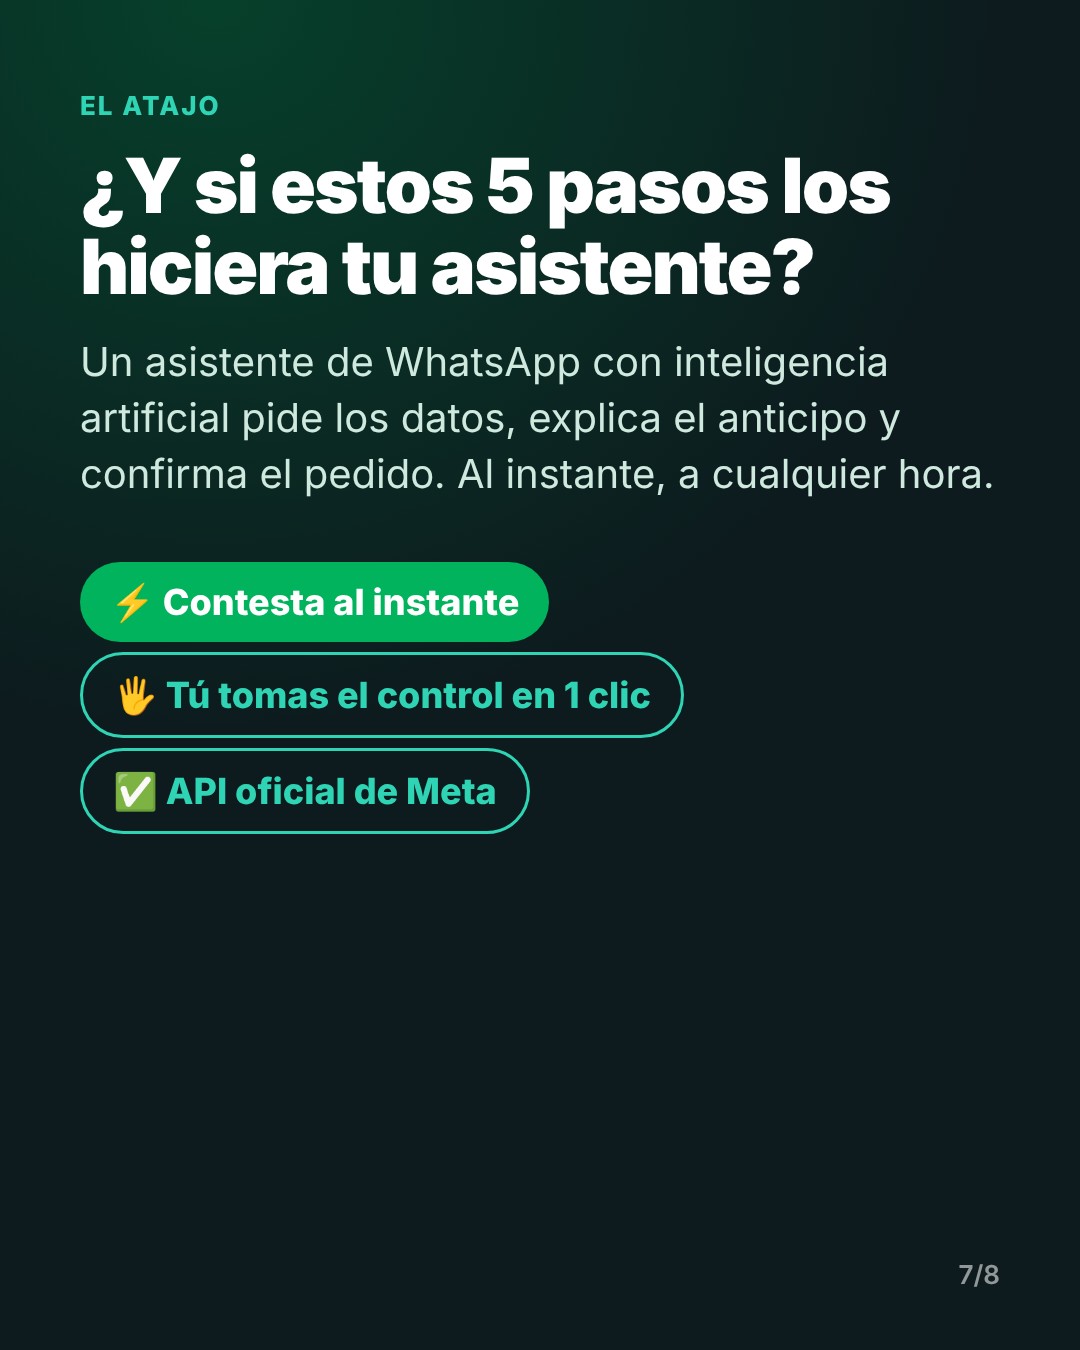 EL ATAJO
¿Y si estos 5 pasos los
hiciera tu asistente?
Un asistente de WhatsApp con inteligencia
artificial pide los datos, explica el anticipo y
confirma el pedido. Al instante, a cualquier hora.
⚡ Contesta al instante
🖐 Tú tomas el control en 1 clic
✅ API oficial de Meta
7/8